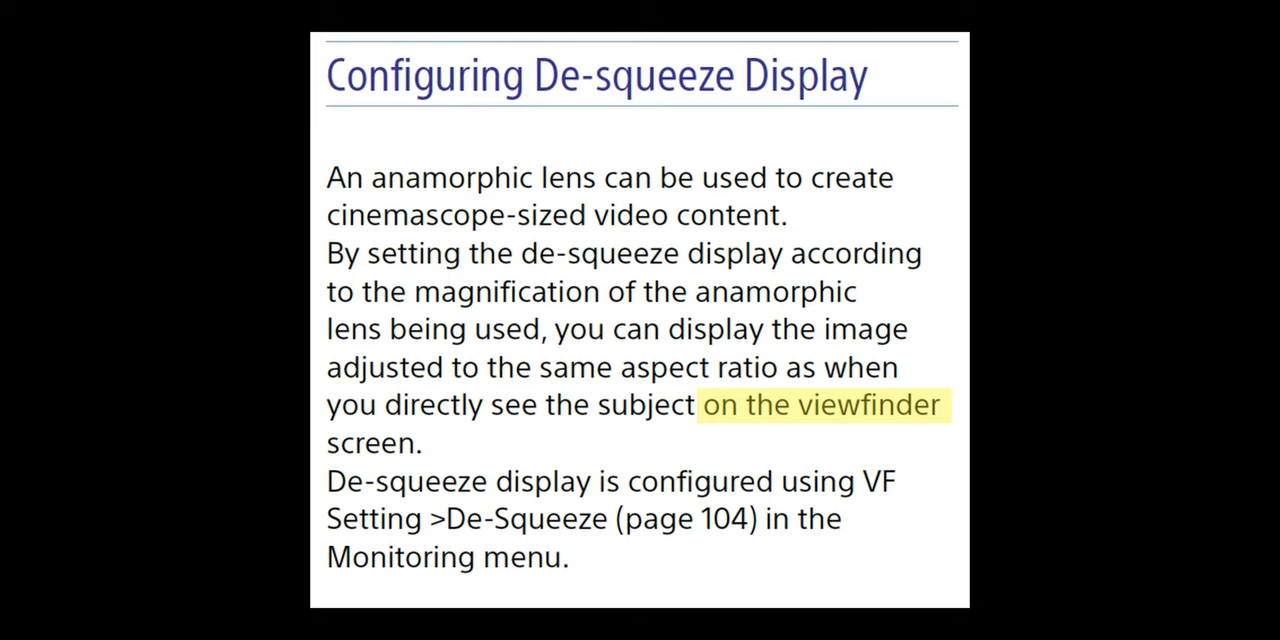 Configuring De-squeeze Display
An anamorphic lens can be used to create
cinemascope-sized video content.
By setting the de-squeeze display according
to the magnification of the anamorphic
lens being used, you can display the image
adjusted to the same aspect ratio as when
you directly see the subject on the viewfinder
screen.
De-squeeze display is configured using VF
Setting >De-Squeeze (page 104) in the
Monitoring menu.